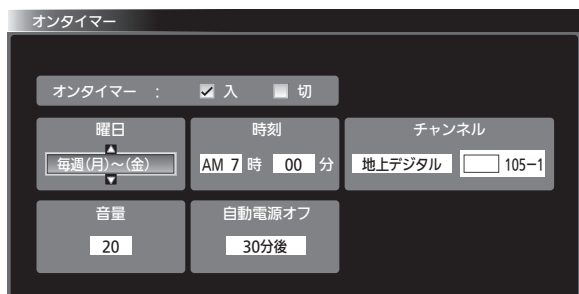 オンタイマー
オンタイマー : 入 切
曜日
毎週(月)~(金)
時刻
AM 7 時 00 分
チャンネル
地上デジタル 105-1
音量
20
自動電源オフ
30分後